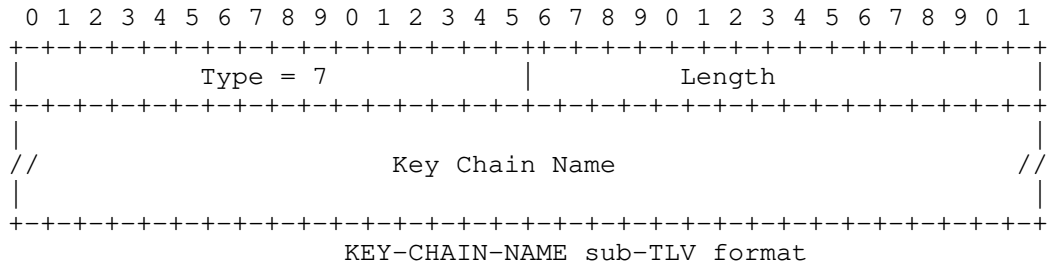 0 1 2 3 4 5 6 7 8 9 0 1 2 3 4 5 6 7 8 9 0 1 2 3 4 5 6 7 8 9 0 1
+-+-+-+-+-+-+-+-+-+-+-+-+-+-+-+-++-+-+-+-+-+-+-+-+-+-++-+-+-+-+-+
|           Type = 7            |         Length                |
+-+-+-+-+-+-+-+-+-+-+-+-+-+-+-+-+-+-+-+-+-+-+-+-+-+-+-+-+-+-+-+-+
|                                                               |
//                      Key Chain Name                         //
|                                                               |
+-+-+-+-+-+-+-+-+-+-+-+-+-+-+-+-+-+-+-+-+-+-+-+-+-+-+-+-+-+-+-+-+
KEY-CHAIN-NAME sub-TLV format